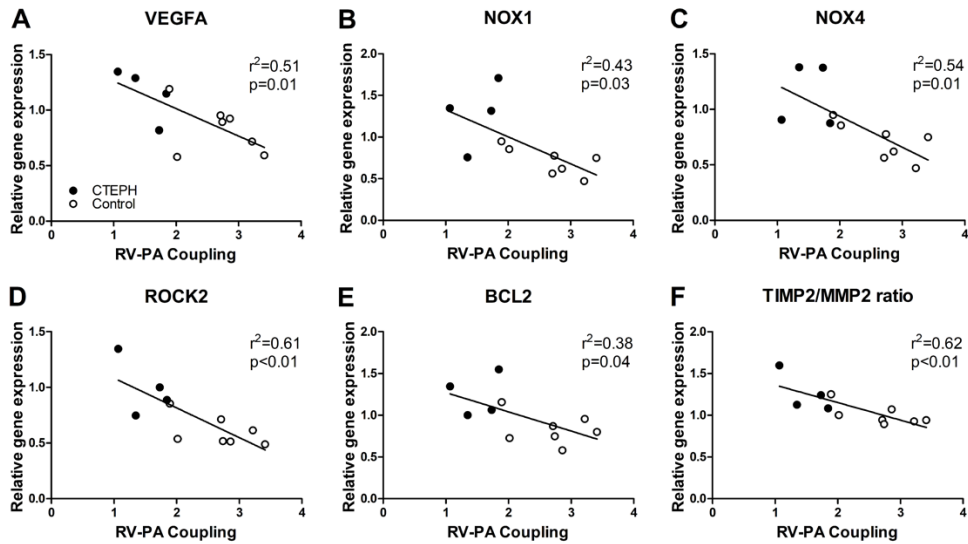 A
VEGFA
Relative gene expression
1.5
1.0
0.5
0.0
r²=0.51
p=0.01
CTEPH
Control
0 1 2 3 4
RV-PA Coupling
B
NOX1
Relative gene expression
2.0
1.5
1.0
0.5
0.0
r²=0.43
p=0.03
0 1 2 3 4
RV-PA Coupling
C
NOX4
Relative gene expression
1.5
1.0
0.5
0.0
r²=0.54
p=0.01
0 1 2 3 4
RV-PA Coupling
D
ROCK2
Relative gene expression
1.5
1.0
0.5
0.0
r²=0.61
p<0.01
0 1 2 3 4
RV-PA Coupling
E
BCL2
Relative gene expression
2.0
1.5
1.0
0.5
0.0
r²=0.38
p=0.04
0 1 2 3 4
RV-PA Coupling
F
TIMP2/MMP2 ratio
Relative gene expression
2.0
1.5
1.0
0.5
0.0
r²=0.62
p<0.01
0 1 2 3 4
RV-PA Coupling